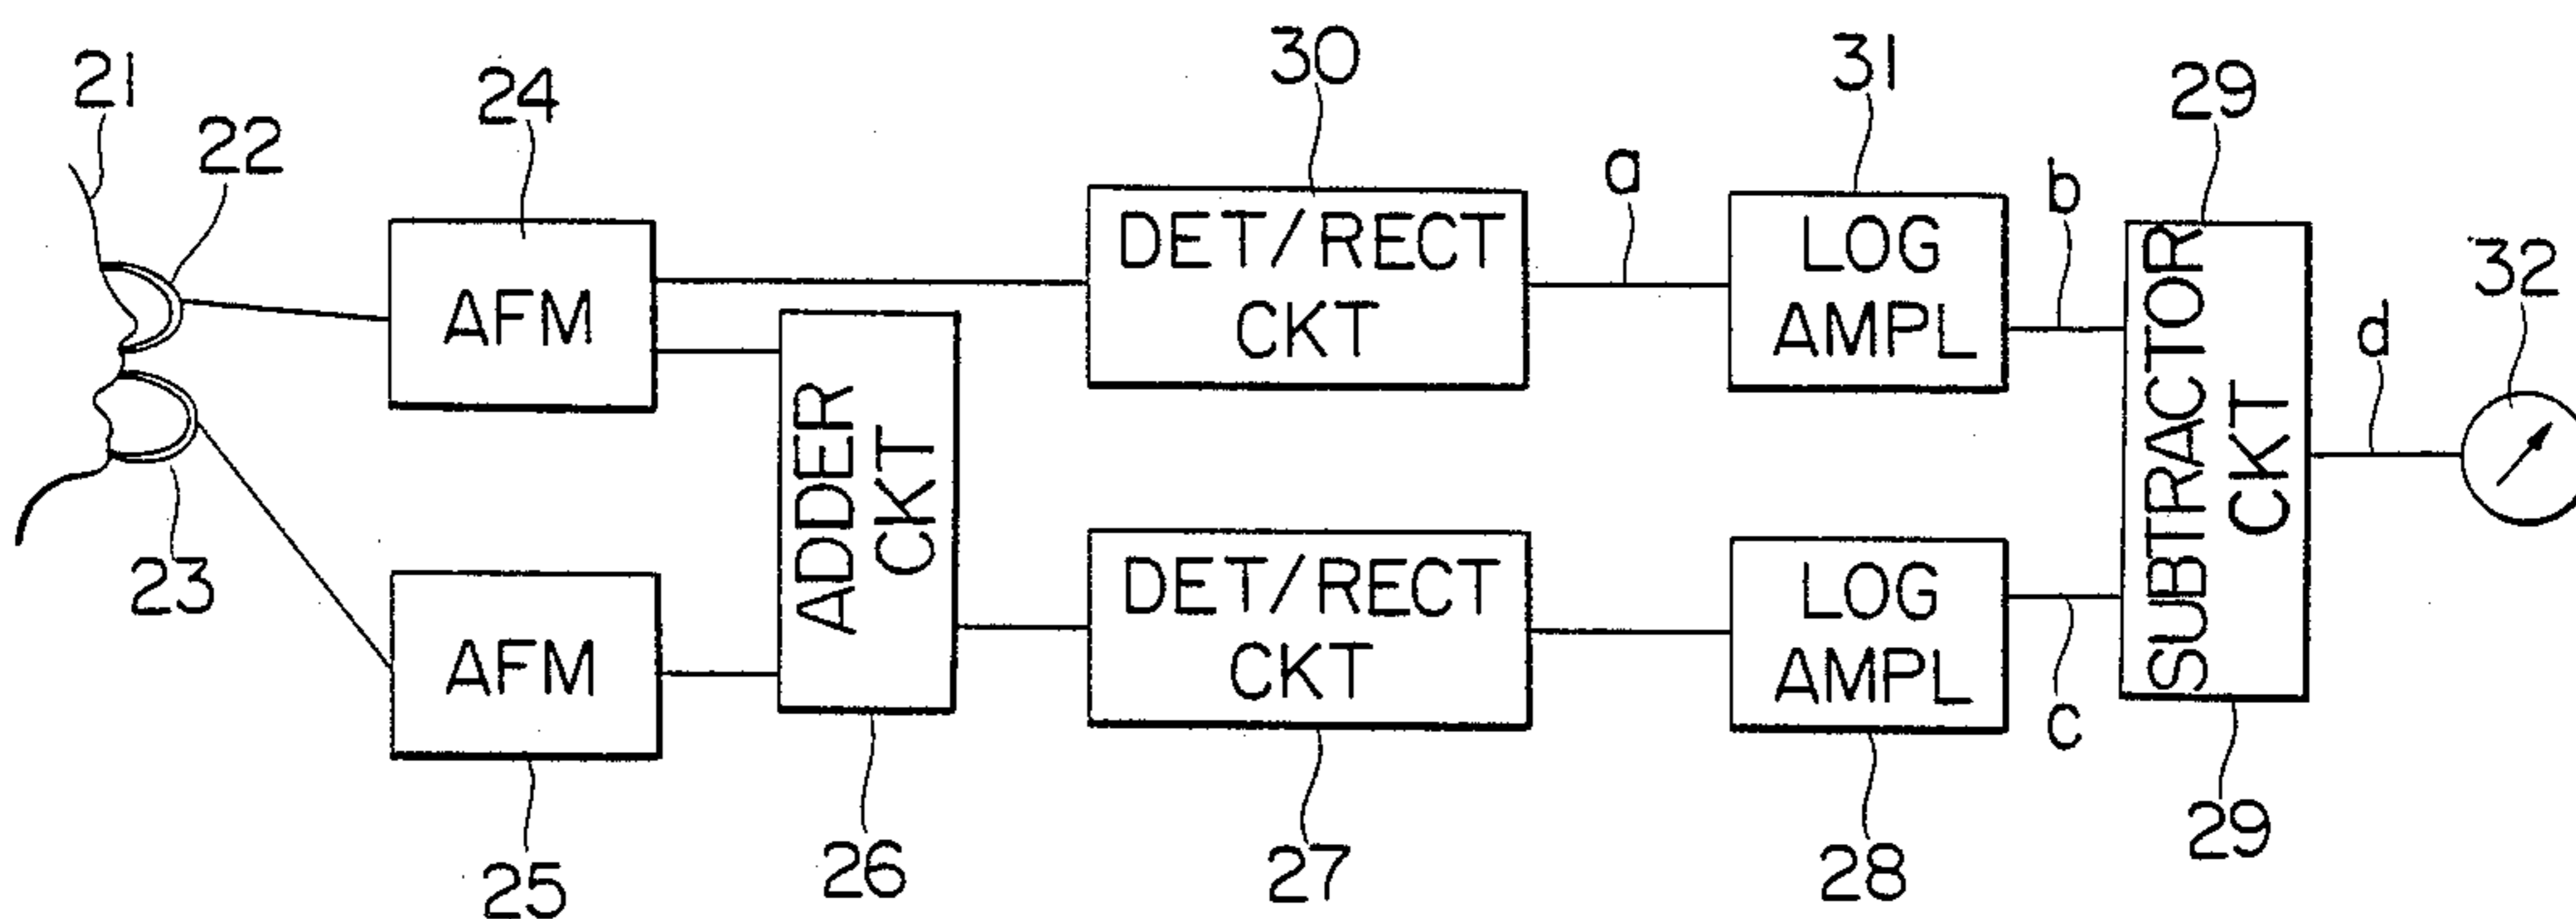 21
22
24
30
31
29
a
b
d
32
AFM
DET/RECT
CKT
LOG
AMPL
SUBTRACTOR
CKT
ADDER
CKT
AFM
DET/RECT
CKT
LOG
AMPL
c
23
25
26
27
28
29